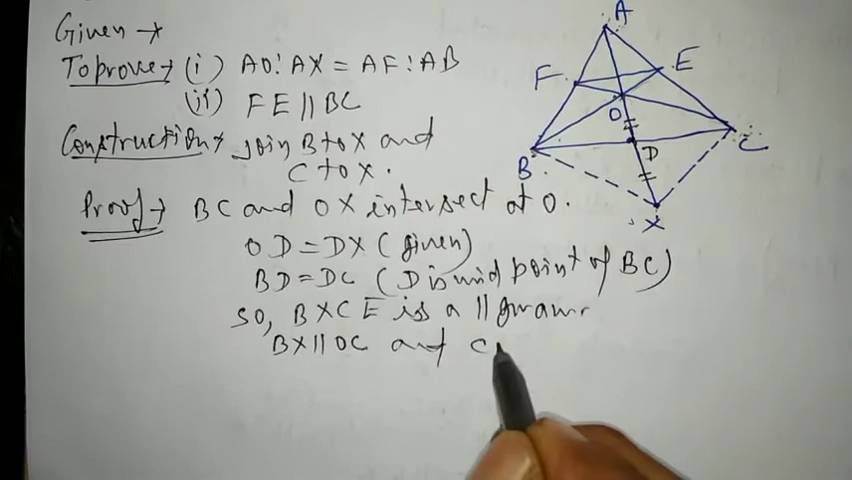 Given →
To prove → (i) AO : AX = AF : AB
(ii) FE || BC
Construction → Join B to X and
C to X.
Proof → BC and OX intersect at O.
OD = DX (given)
BD = DC (D is mid point of BC)
SO, BXCE is a || gram.
BX || OC and C
A
F
E
O
B
D
C
X